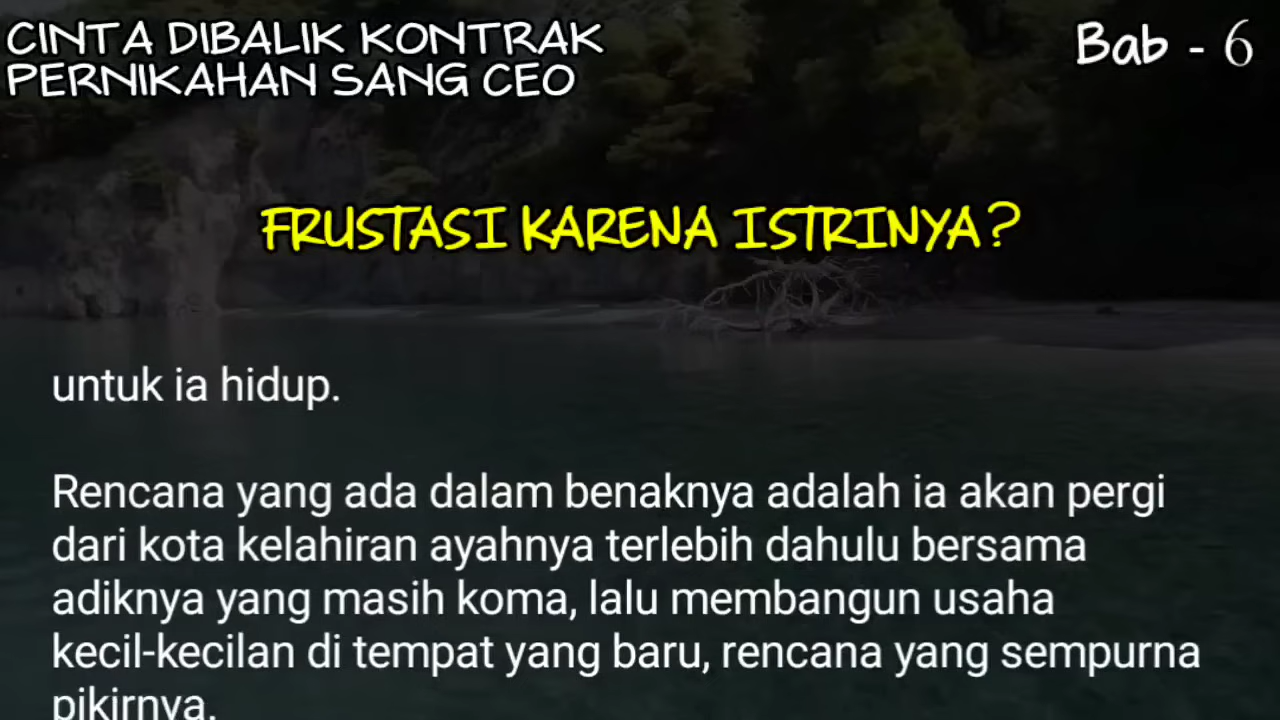 CINTA DIBALIK KONTRAK
PERNIKAHAN SANG CEO
Bab - 6
FRUSTASI KARENA ISTRINYA?
untuk ia hidup.
Rencana yang ada dalam benaknya adalah ia akan pergi
dari kota kelahiran ayahnya terlebih dahulu bersama
adiknya yang masih koma, lalu membangun usaha
kecil-kecilan di tempat yang baru, rencana yang sempurna
pikirnya.